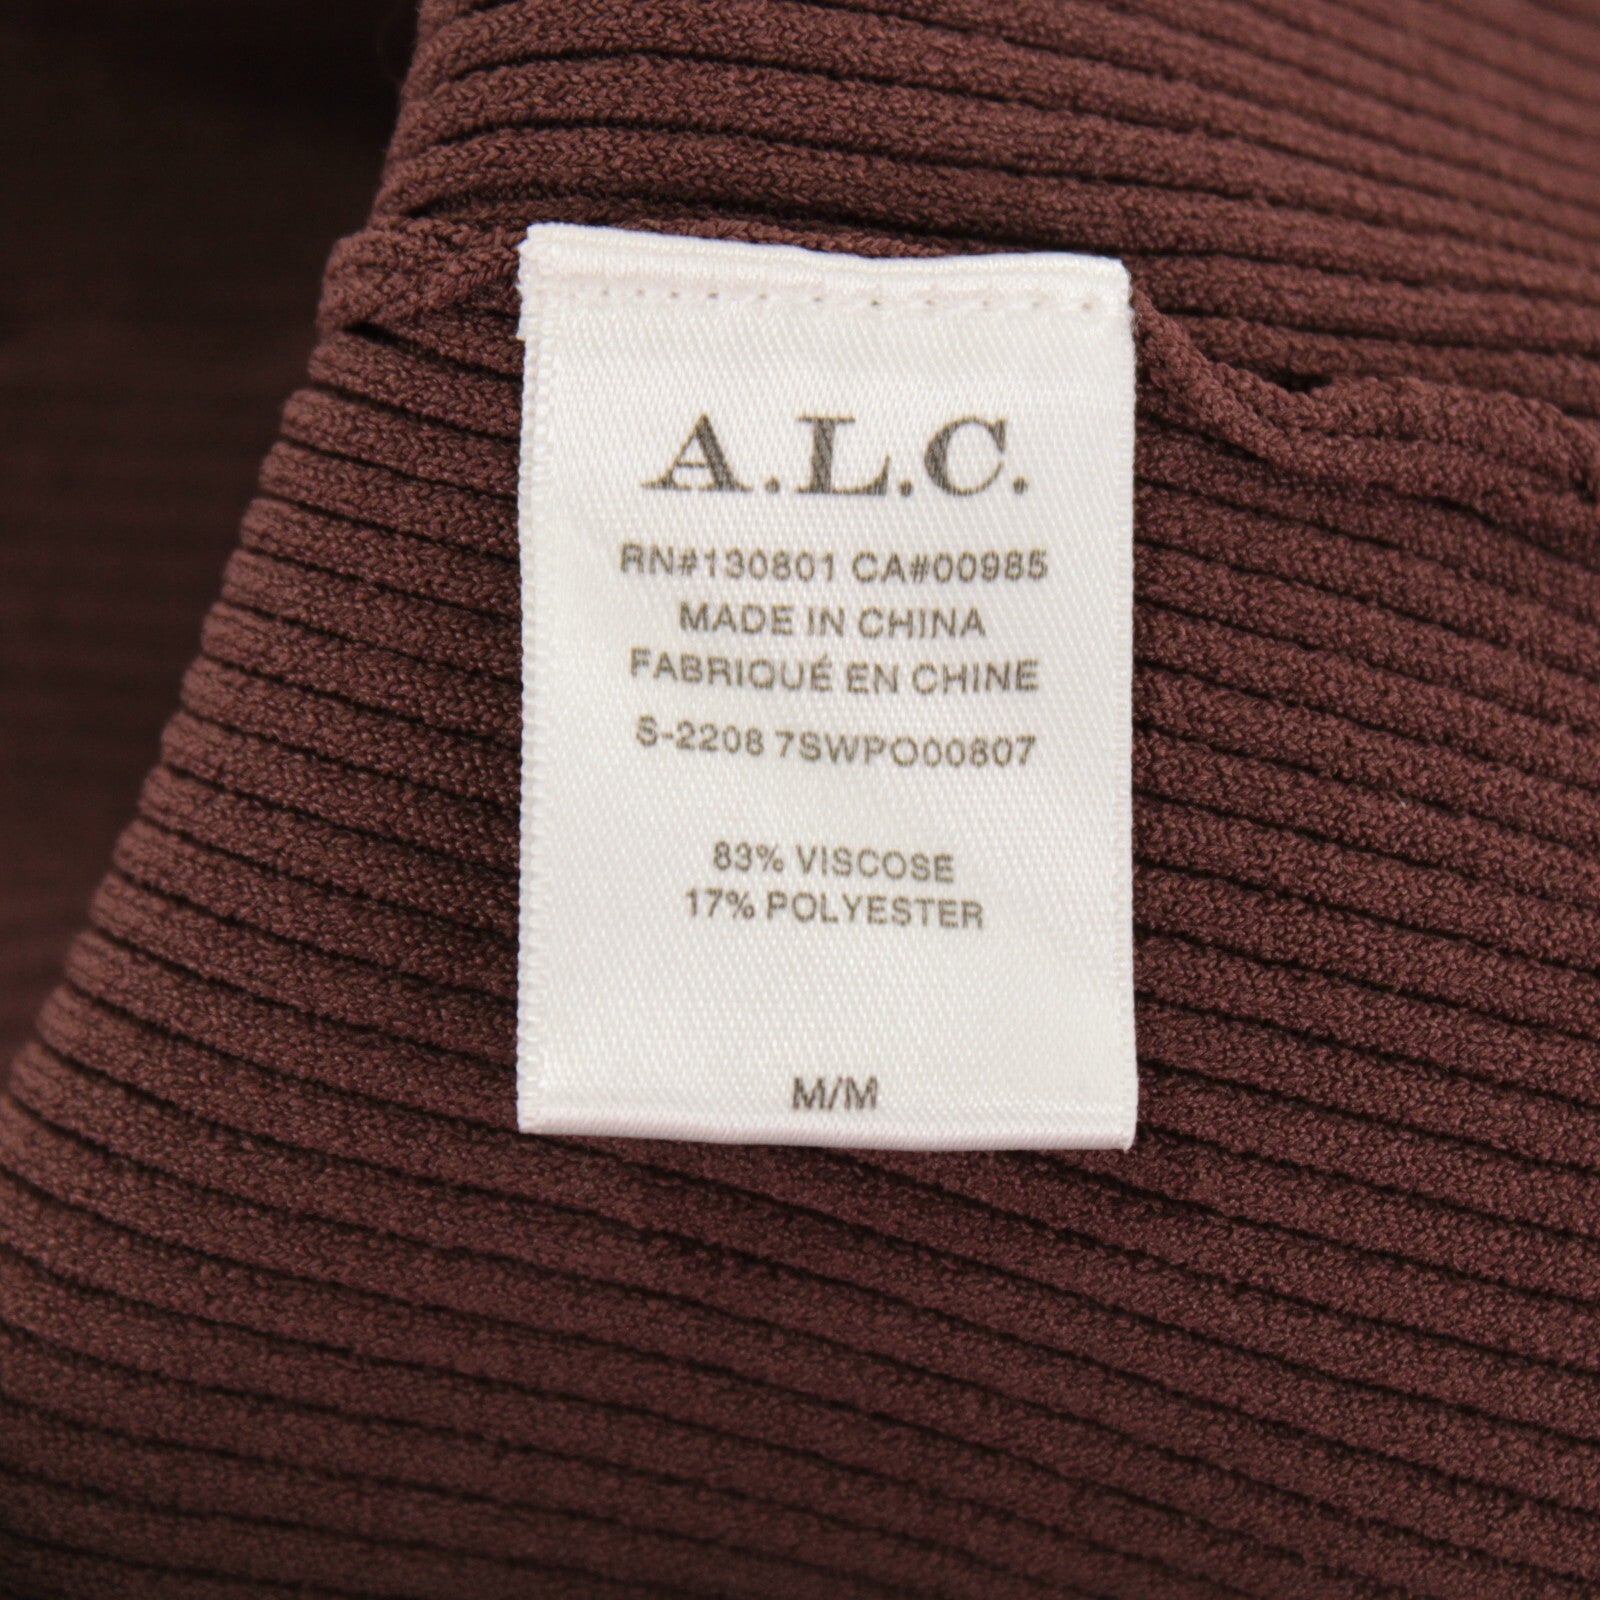 A.L.C.
RN#130801 CA#00985
MADE IN CHINA
FABRIQUÉ EN CHINE
S-2208 7SWPO00807
83% VISCOSE
17% POLYESTER
M/M